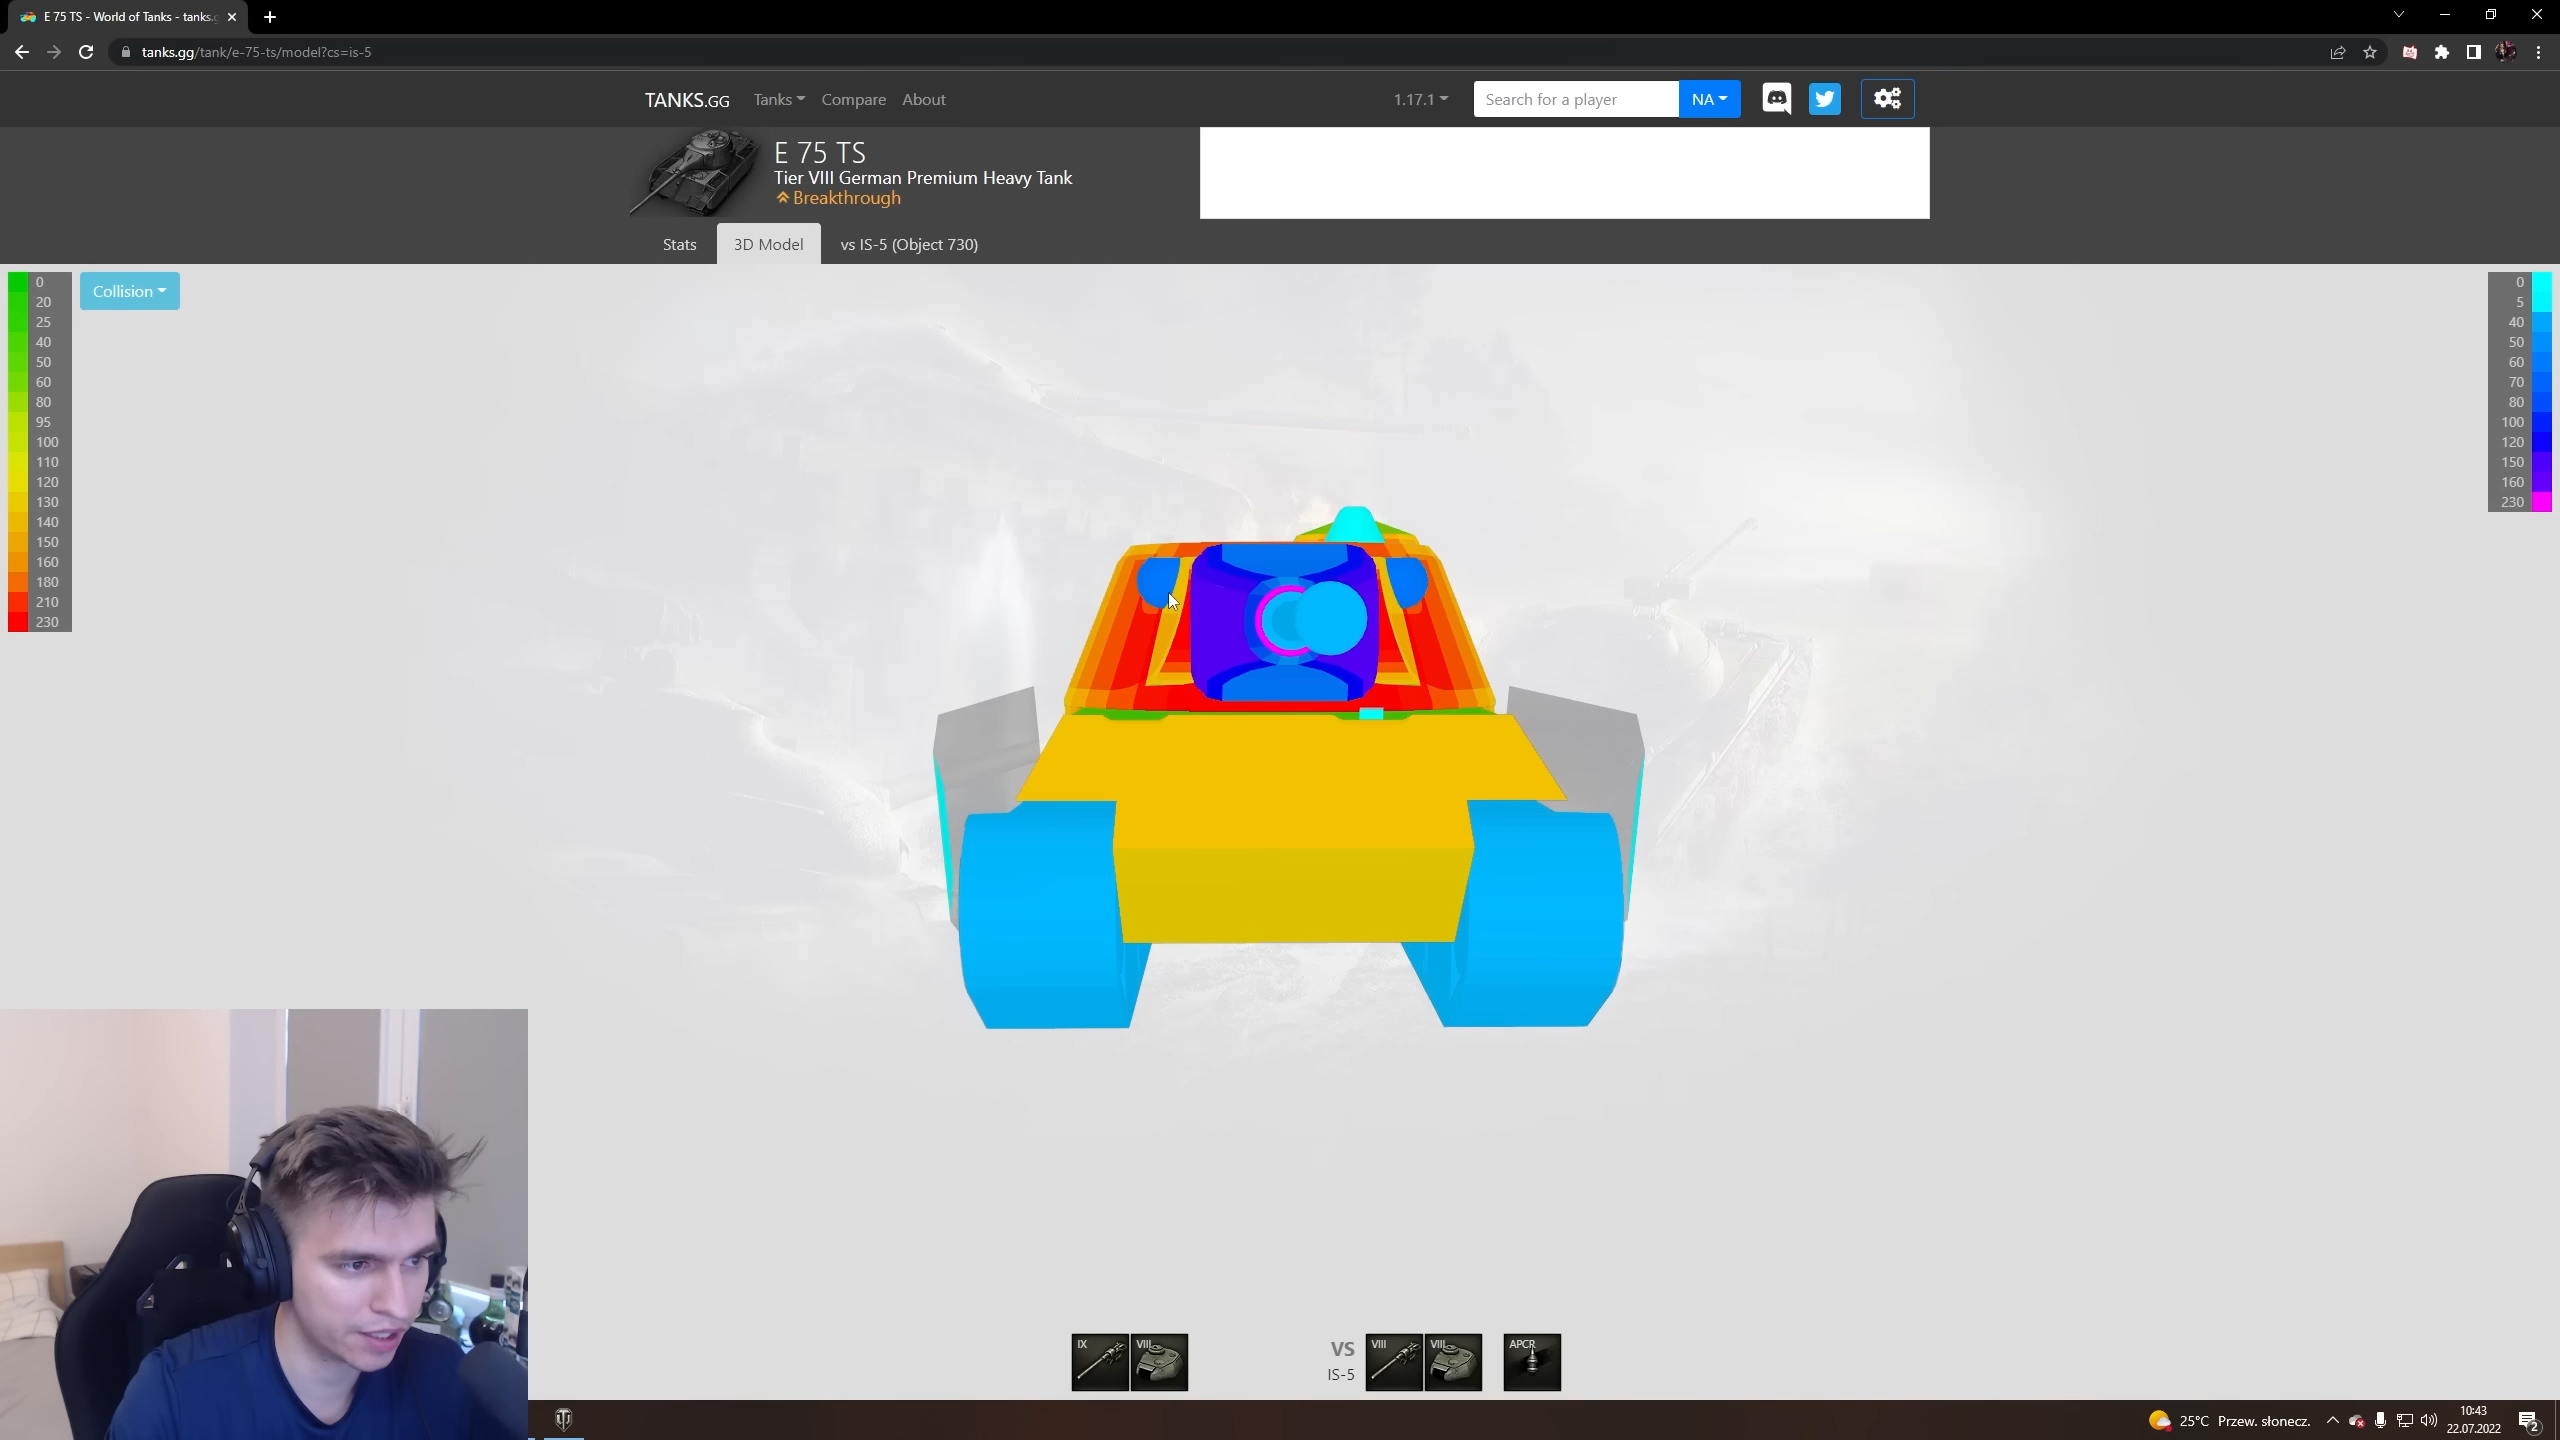 E 75 TS - World of Tanks - tanks.g
tanks.gg/tank/e-75-ts/model?cs=is-5
TANKS.GG Tanks Compare About 1.17.1 Search for a player NA
E 75 TS
Tier VIII German Premium Heavy Tank
Breakthrough
Stats 3D Model vs IS-5 (Object 730)
Collision
0
20
25
40
50
60
80
95
100
110
120
130
140
150
160
180
210
230
0
5
40
50
60
70
80
100
120
150
160
230
IX VIII VS VIII VIII APCR
IS-5
25°C Przew. słonecz. 10:43
22.07.2022
2